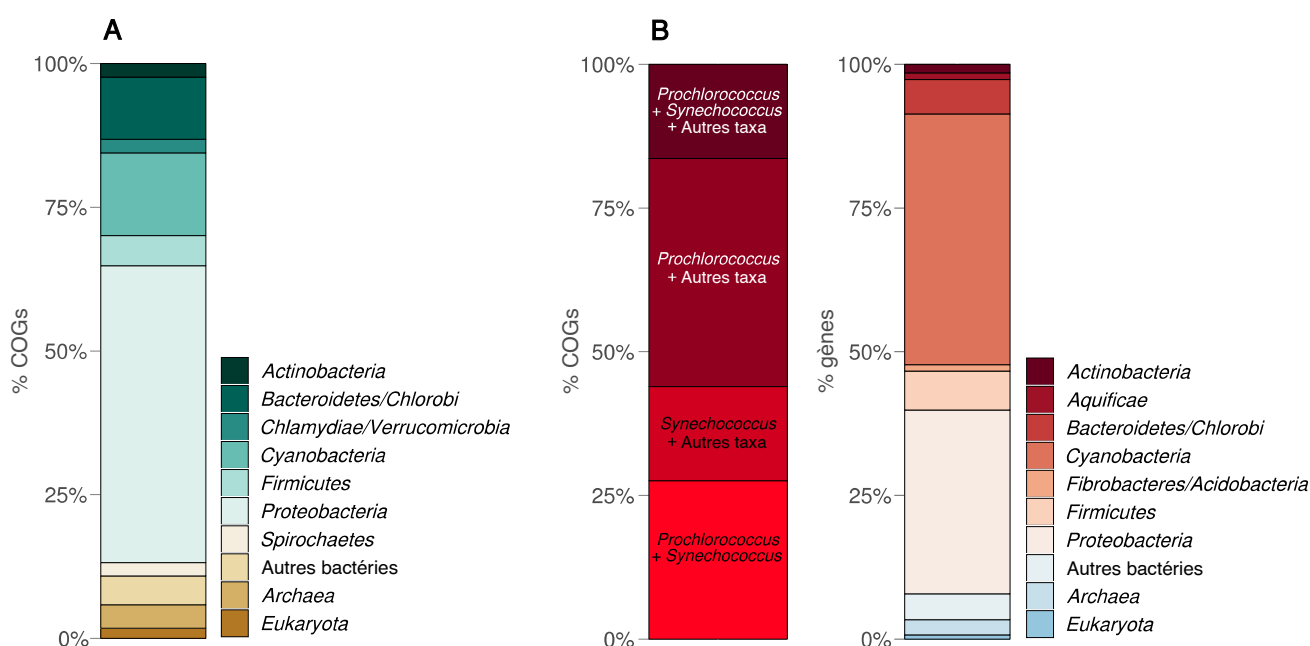 A
100%
75%
50%
25%
0%
% COGs
Actinobacteria
Bacteroidetes/Chlorobi
Chlamydiae/Verrucomicrobia
Cyanobacteria
Firmicutes
Proteobacteria
Spirochaetes
Autres bactéries
Archaea
Eukaryota
B
100%
75%
50%
25%
0%
% COGs
Prochlorococcus
+ Synechococcus
+ Autres taxa
Prochlorococcus
+ Autres taxa
Synechococcus
+ Autres taxa
Prochlorococcus
+ Synechococcus
100%
75%
50%
25%
0%
% gènes
Actinobacteria
Aquificae
Bacteroidetes/Chlorobi
Cyanobacteria
Fibrobacteres/Acidobacteria
Firmicutes
Proteobacteria
Autres bactéries
Archaea
Eukaryota